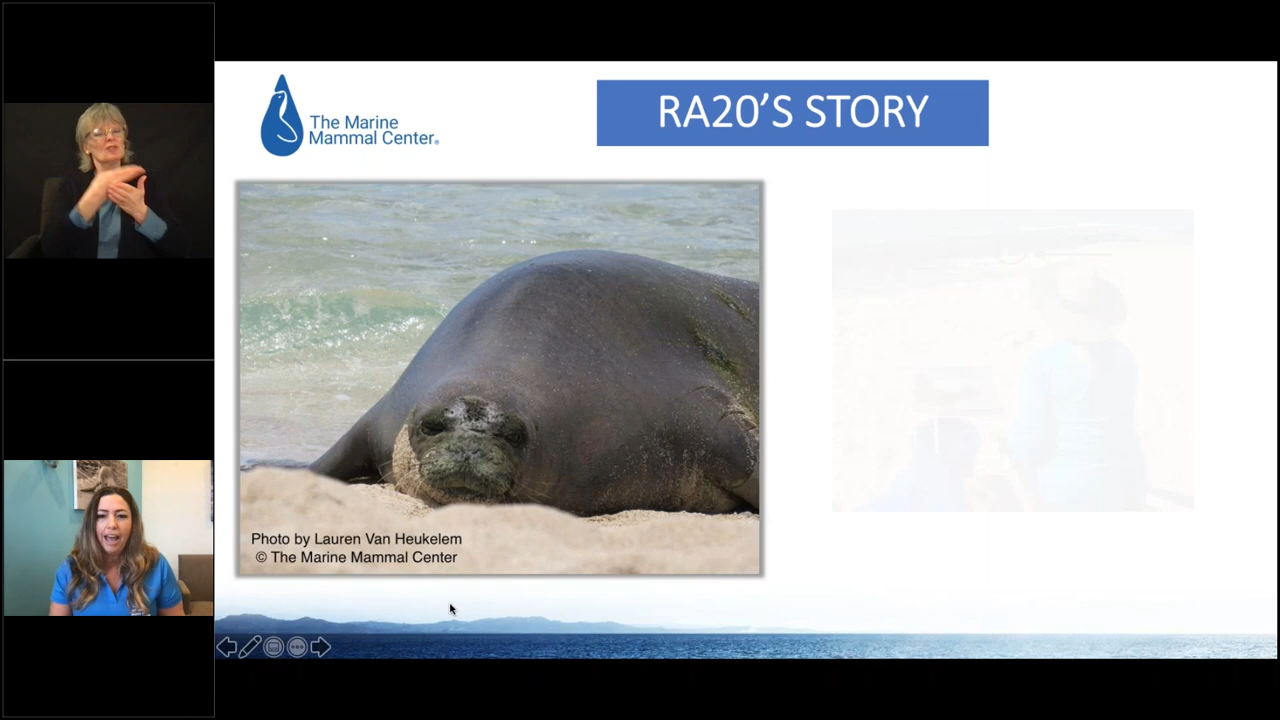 The Marine
Mammal Center®
RA20’S STORY
Photo by Lauren Van Heukelem
© The Marine Mammal Center